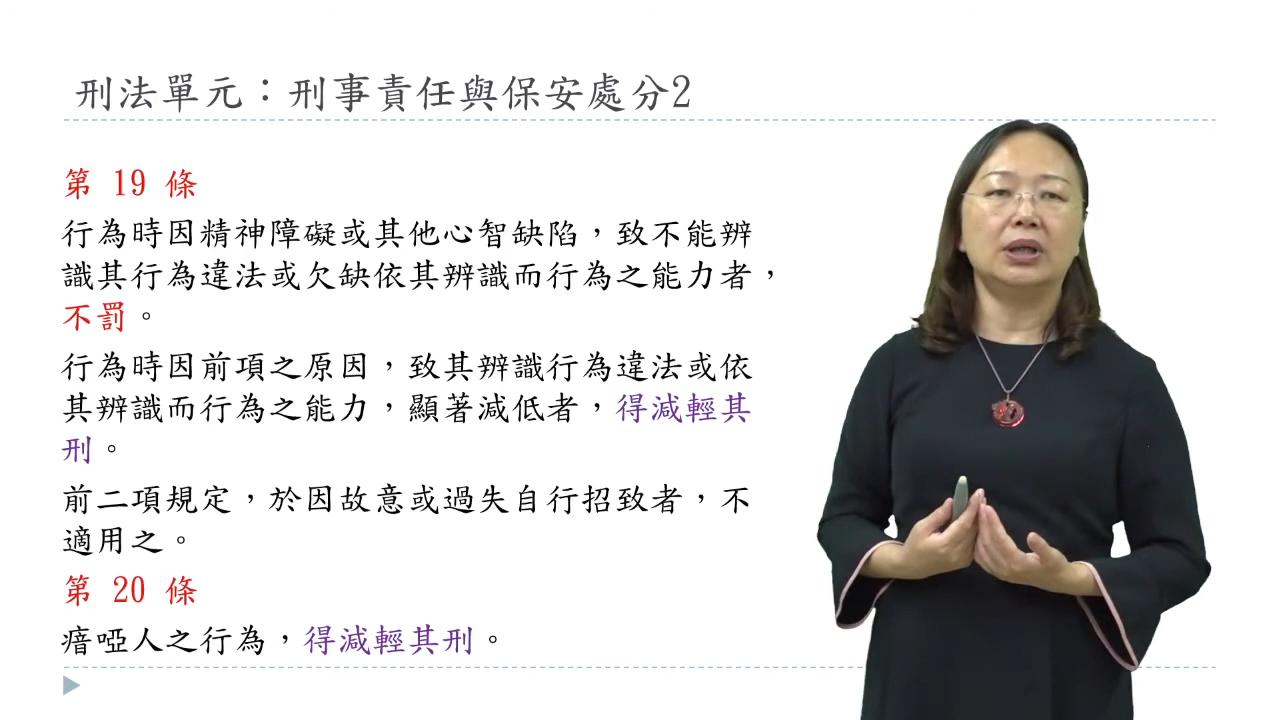 刑法單元：刑事責任與保安處分2
第 19 條
行為時因精神障礙或其他心智缺陷，致不能辨
識其行為違法或欠缺依其辨識而行為之能力者，
不罰。
行為時因前項之原因，致其辨識行為違法或依
其辨識而行為之能力，顯著減低者，得減輕其
刑。
前二項規定，於因故意或過失自行招致者，不
適用之。
第 20 條
瘖啞人之行為，得減輕其刑。